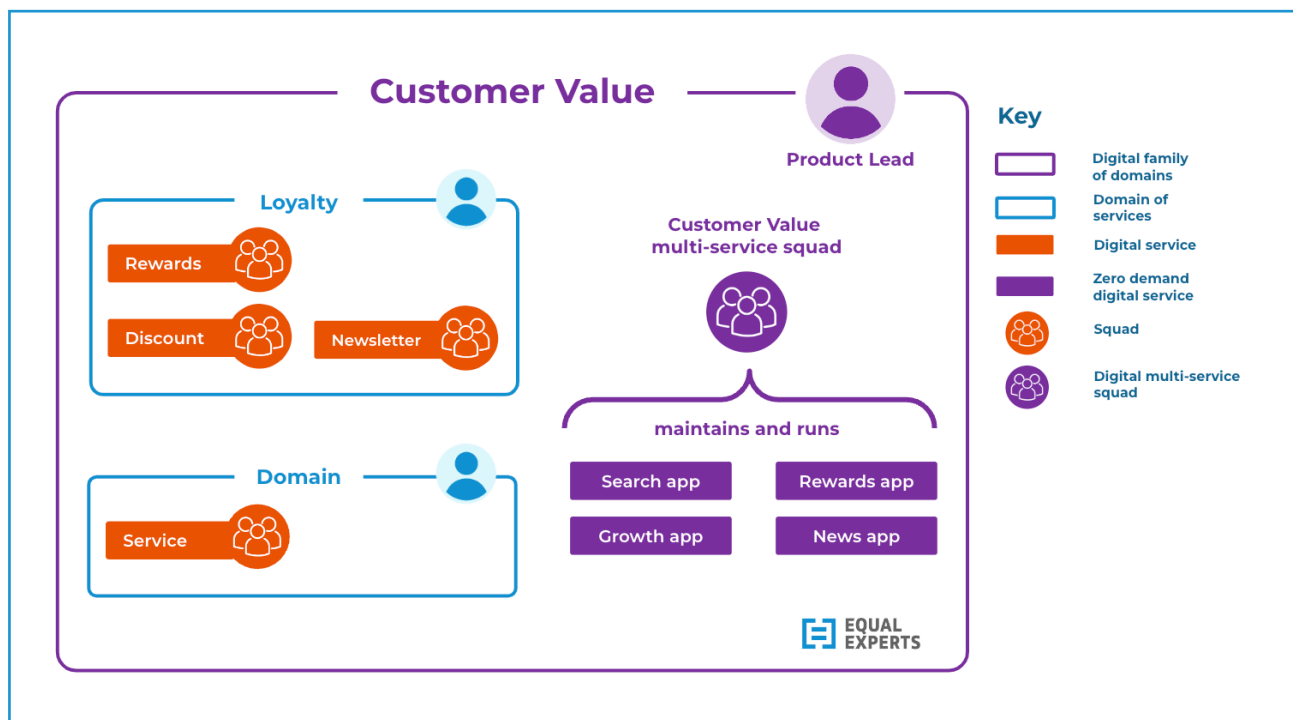 Customer Value
Product Lead
Loyalty
Rewards
Discount
Newsletter
Domain
Service
Customer Value
multi-service squad
maintains and runs
Search app
Rewards app
Growth app
News app
EQUAL
EXPERTS
Key
Digital family
of domains
Domain of
services
Digital service
Zero demand
digital service
Squad
Digital multi-service
squad